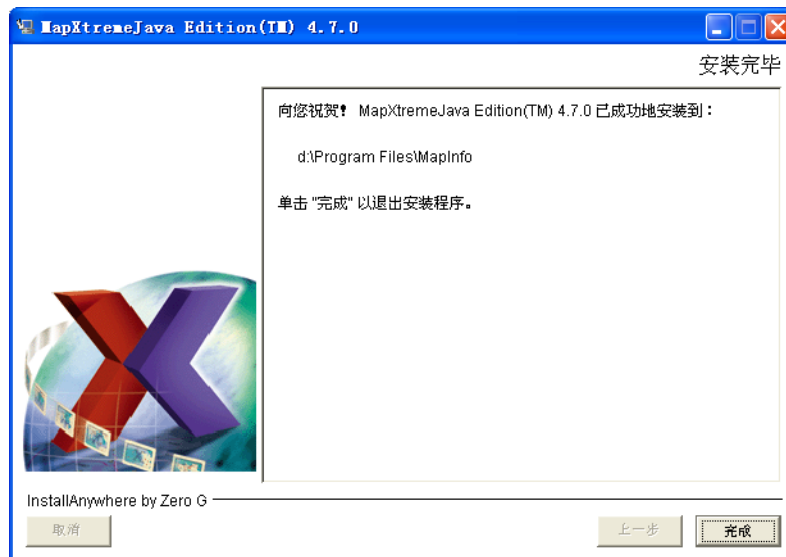 MapXtremeJava Edition(TM) 4.7.0
安装完毕
向您祝贺! MapXtremeJava Edition(TM) 4.7.0 已成功地安装到：
d:\Program Files\MapInfo
单击 "完成" 以退出安装程序。
InstallAnywhere by Zero G
取消
上一步
完成